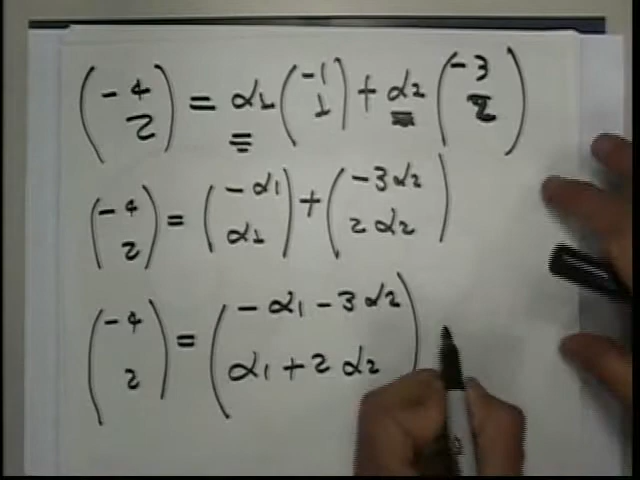 (-4 2) = α1 (-1 1) + α2 (-3 2)
(-4 2) = (-α1 α1) + (-3α2 2α2)
(-4 2) = (-α1 - 3α2 α1 + 2α2)